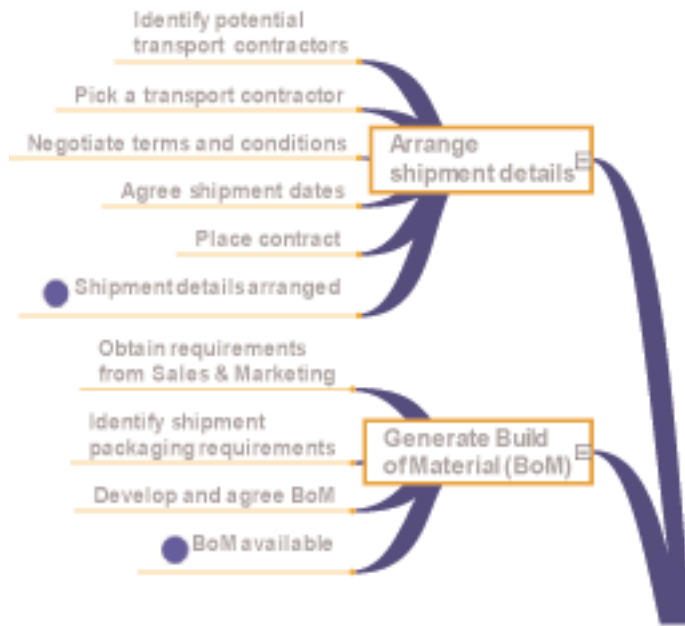 Identify potential
transport contractors
Pick a transport contractor
Negotiate terms and conditions
Agree shipment dates
Place contract
Shipment details arranged
Arrange
shipment details
Obtain requirements
from Sales & Marketing
Identify shipment
packaging requirements
Develop and agree BoM
BoM available
Generate Build
of Material (BoM)